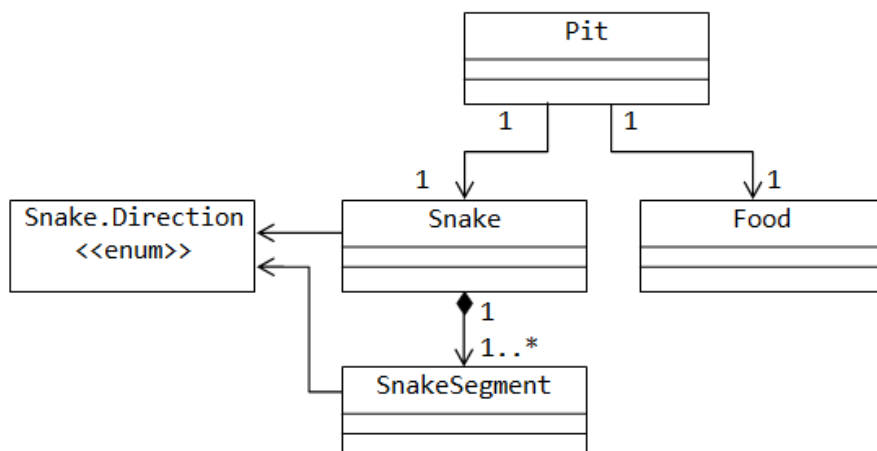 Pit
1
1
1
1
Snake.Direction
<<enum>>
Snake
Food
1
1..*
SnakeSegment